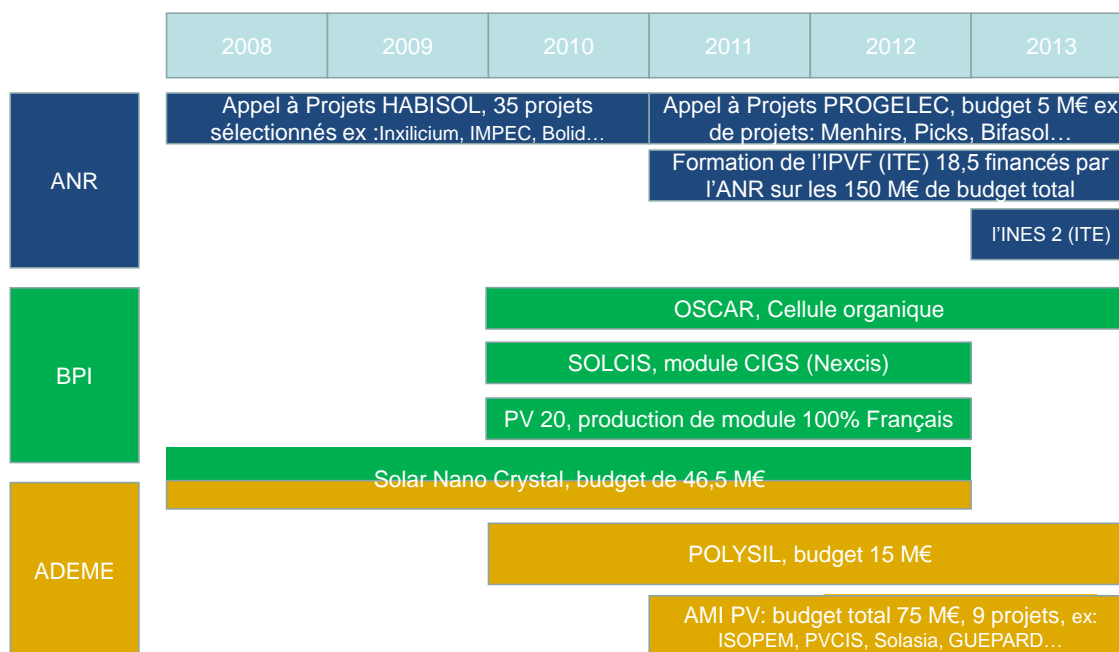 2008 2009 2010 2011 2012 2013
ANR
Appel à Projets HABISOL, 35 projets
sélectionnés ex :Inxilicium, IMPEC, Bolid…
Appel à Projets PROGELEC, budget 5 M€ ex
de projets: Menhirs, Picks, Bifasol…
Formation de l'IPVF (ITE) 18,5 financés par
l'ANR sur les 150 M€ de budget total
l'INES 2 (ITE)
BPI
OSCAR, Cellule organique
SOLCIS, module CIGS (Nexcis)
PV 20, production de module 100% Français
Solar Nano Crystal, budget de 46,5 M€
ADEME
POLYSIL, budget 15 M€
AMI PV: budget total 75 M€, 9 projets, ex:
ISOPEM, PVCIS, Solasia, GUEPARD…